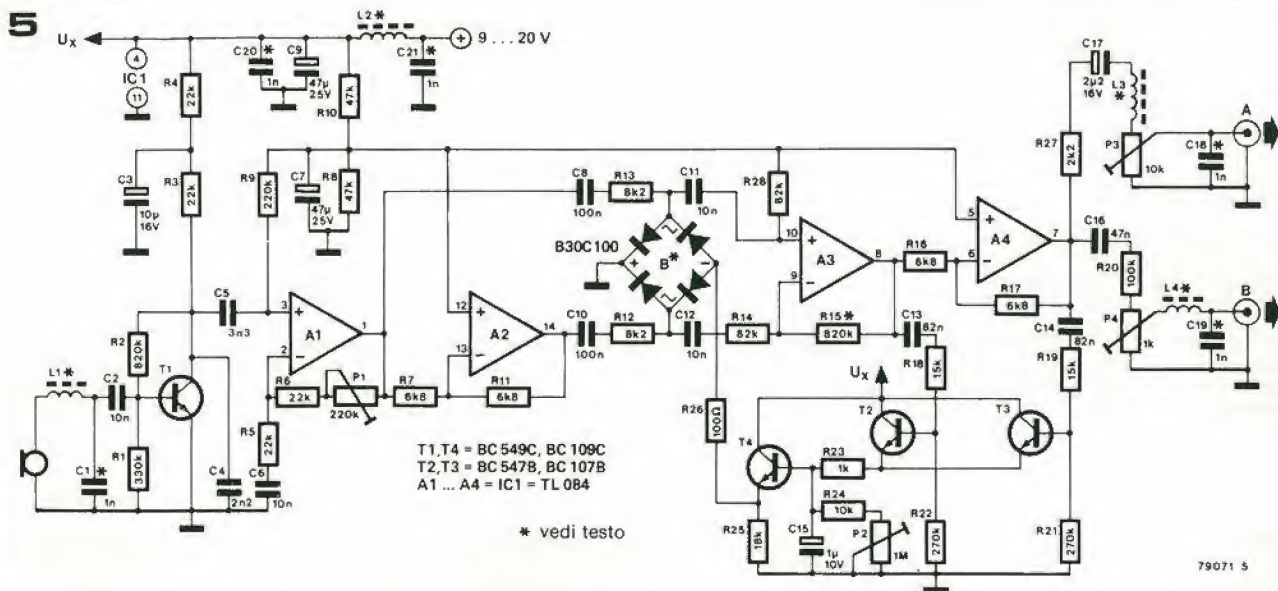 5
Ux
4
IC1
11
R4
22k
C20 *
1n
C9
47µ
25V
R10
47k
L2*
C21 *
1n
+ 9 ... 20 V
C3
10µ
16V
R3
22k
R9
220k
C7
47µ
25V
R8
47k
C8
100n
R13
8k2
C11
10n
R28
82k
B30C100
B*
+
−
~
~
C17
2µ2
16V
L3
*
R27
2k2
P3
10k
C18 *
1n
A
C5
3n3
3
+
2
−
A1
1
12
+
13
−
A2
14
C10
100n
R12
8k2
C12
10n
R14
82k
10
+
9
−
A3
8
R15*
820k
C13
82n
R16
6k8
5
+
6
−
A4
7
R17
6k8
C14
82n
R19
15k
C16
47n
R20
100k
P4
1k
L4*
C19 *
1n
B
R2
820k
T1
L1*
C2
10n
C1 *
1n
R1
330k
C4
2n2
R6
22k
P1
220k
R7
6k8
R11
6k8
R5
22k
C6
10n
R18
15k
Ux
R26
100Ω
T4
T2
T3
R23
1k
R24
10k
R25
18k
C15
1µ
10V
P2
1M
R22
270k
R21
270k
T1,T4 = BC 549C, BC 109C
T2,T3 = BC 547B, BC 107B
A1 ... A4 = IC1 = TL 084
* vedi testo
79071 5